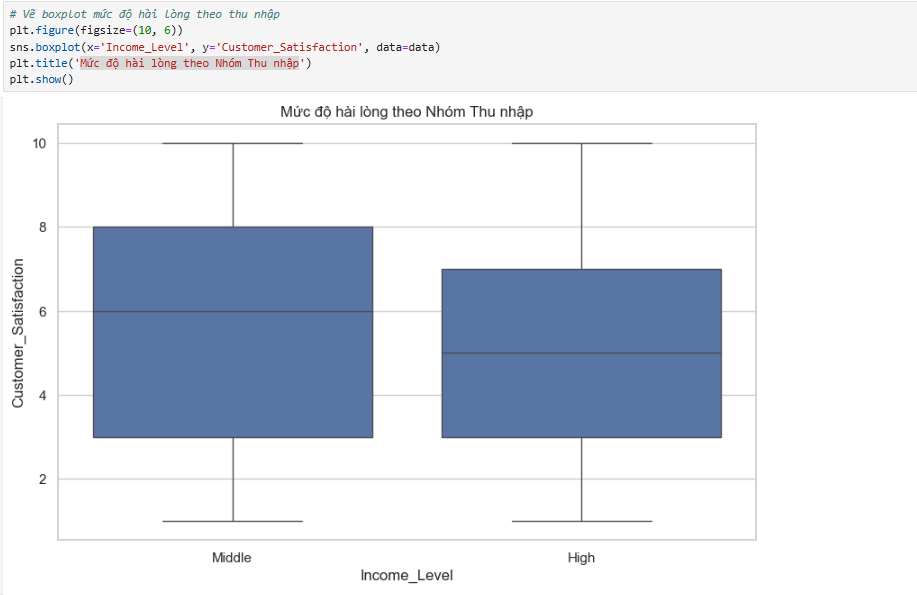 # Vẽ boxplot mức độ hài lòng theo thu nhập
plt.figure(figsize=(10, 6))
sns.boxplot(x='Income_Level', y='Customer_Satisfaction', data=data)
plt.title('Mức độ hài lòng theo Nhóm Thu nhập')
plt.show()
Mức độ hài lòng theo Nhóm Thu nhập
10
8
6
4
2
Customer_Satisfaction
Middle
High
Income_Level